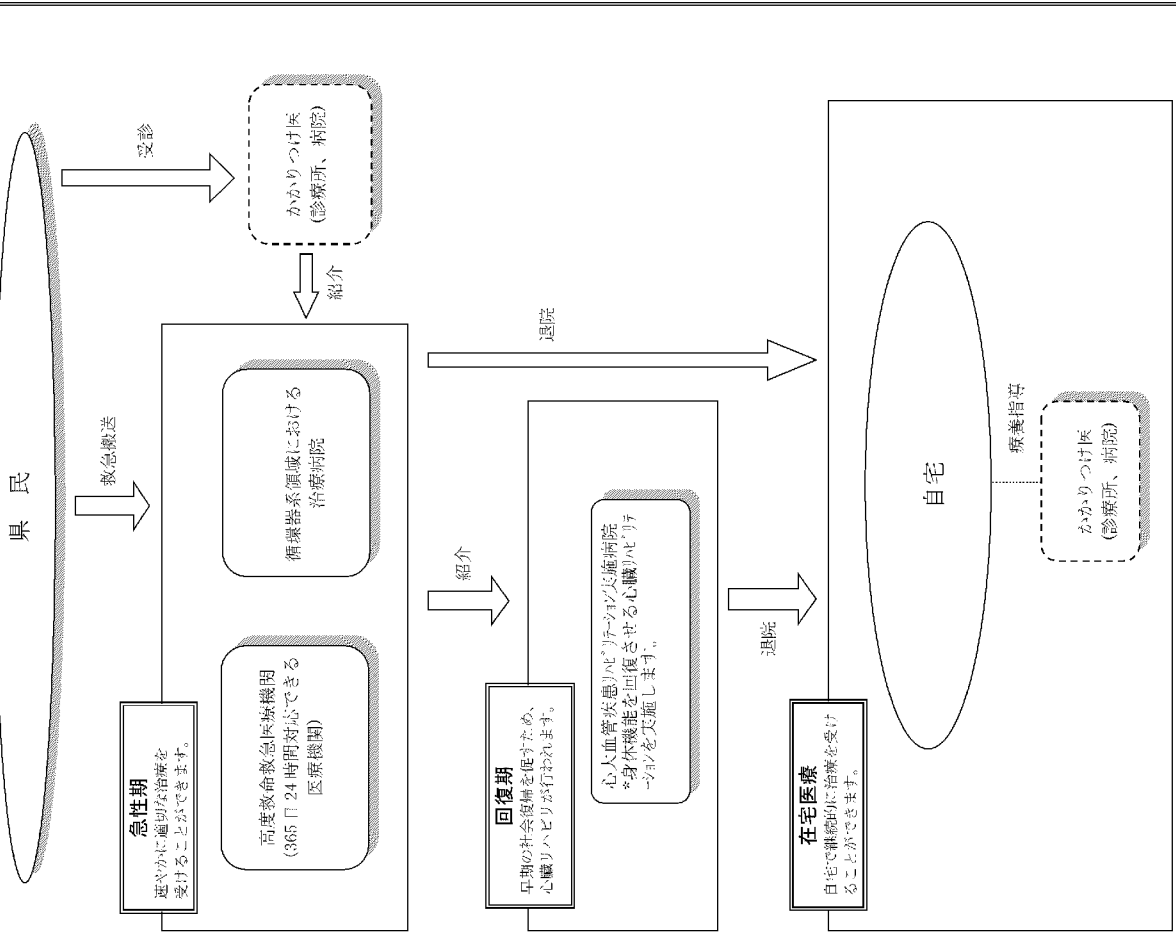 県　民
救急搬送
受診
かかりつけ医
(診療所、病院)
紹介
急性期
速やかに適切な治療を
受けることができます。
高度救命救急医療機関
(365日24時間対応できる
医療機関)
循環器系領域における
治療病院
紹介
退院
回復期
早期の社会復帰を促すため、
心臓リハビリが行われます。
心大血管疾患ﾘﾊﾋﾞﾘﾃｰｼｮﾝ実施病院
*身体機能を回復させる心臓ﾘﾊﾋﾞﾘﾃ
ｰｼｮﾝを実施します。
退院
在宅医療
自宅で継続的に治療を受け
ることができます。
自宅
療養指導
かかりつけ医
(診療所、病院)